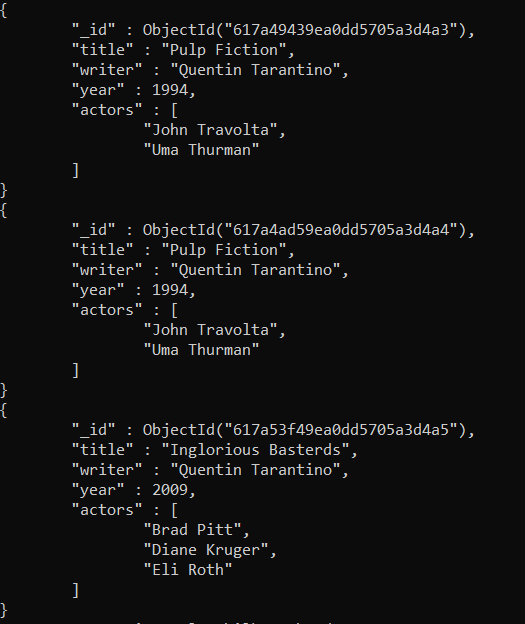 {
"_id" : ObjectId("617a49439ea0dd5705a3d4a3"),
"title" : "Pulp Fiction",
"writer" : "Quentin Tarantino",
"year" : 1994,
"actors" : [
"John Travolta",
"Uma Thurman"
]
}
{
"_id" : ObjectId("617a4ad59ea0dd5705a3d4a4"),
"title" : "Pulp Fiction",
"writer" : "Quentin Tarantino",
"year" : 1994,
"actors" : [
"John Travolta",
"Uma Thurman"
]
}
{
"_id" : ObjectId("617a53f49ea0dd5705a3d4a5"),
"title" : "Inglorious Basterds",
"writer" : "Quentin Tarantino",
"year" : 2009,
"actors" : [
"Brad Pitt",
"Diane Kruger",
"Eli Roth"
]
}